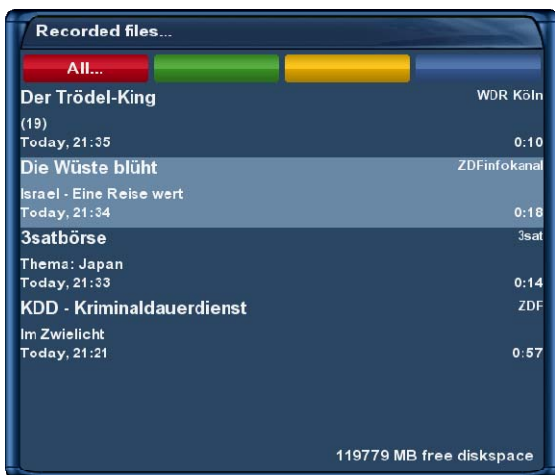 Recorded files...
All...
Der Trödel-King WDR Köln
(19)
Today, 21:35 0:10
Die Wüste blüht ZDFinfokanal
Israel - Eine Reise wert
Today, 21:34 0:18
3satbörse 3sat
Thema: Japan
Today, 21:33 0:14
KDD - Kriminaldauerdienst ZDF
Im Zwielicht
Today, 21:21 0:57
119779 MB free diskspace